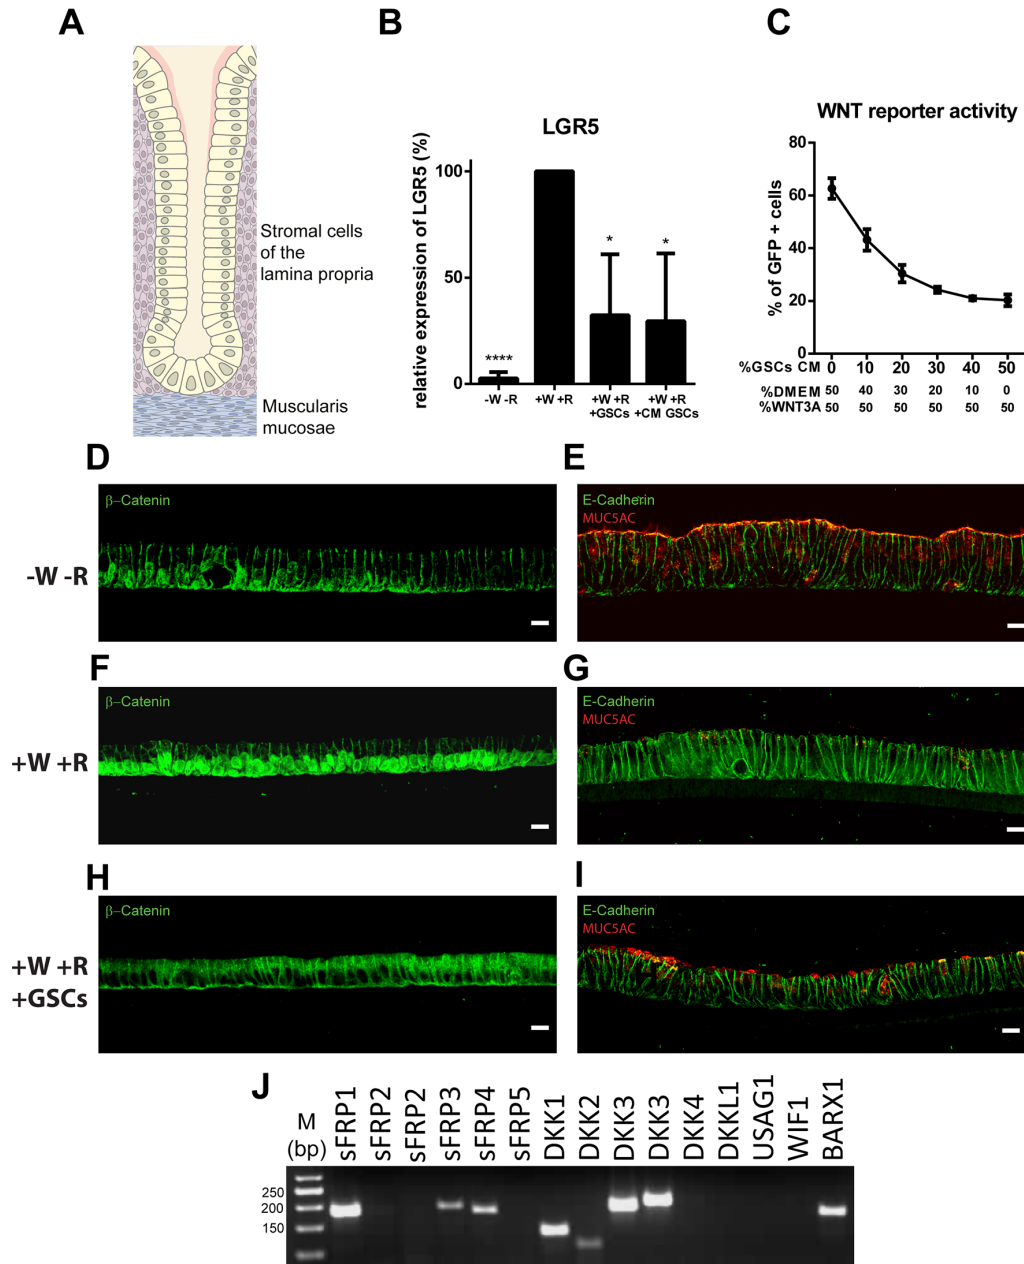 A
Stromal cells
of the
lamina propria
Muscularis
mucosae
B
LGR5
relative expression of LGR5 (%)
100
50
0
****
*
*
-W -R
+W +R
+W +R
+GSCs
+W +R
+CM GSCs
C
WNT reporter activity
% of GFP + cells
80
60
40
20
0
%GSCs CM 0 10 20 30 40 50
%DMEM 50 40 30 20 10 0
%WNT3A 50 50 50 50 50 50
D
E
-W -R
β–Catenin
E-Cadherin
MUC5AC
F
G
+W +R
β–Catenin
E-Cadherin
MUC5AC
H
I
+W +R
+GSCs
β–Catenin
E-Cadherin
MUC5AC
J
M
(bp)
sFRP1
sFRP2
sFRP2
sFRP3
sFRP4
sFRP5
DKK1
DKK2
DKK3
DKK3
DKK4
DKKL1
USAG1
WIF1
BARX1
250
200
150